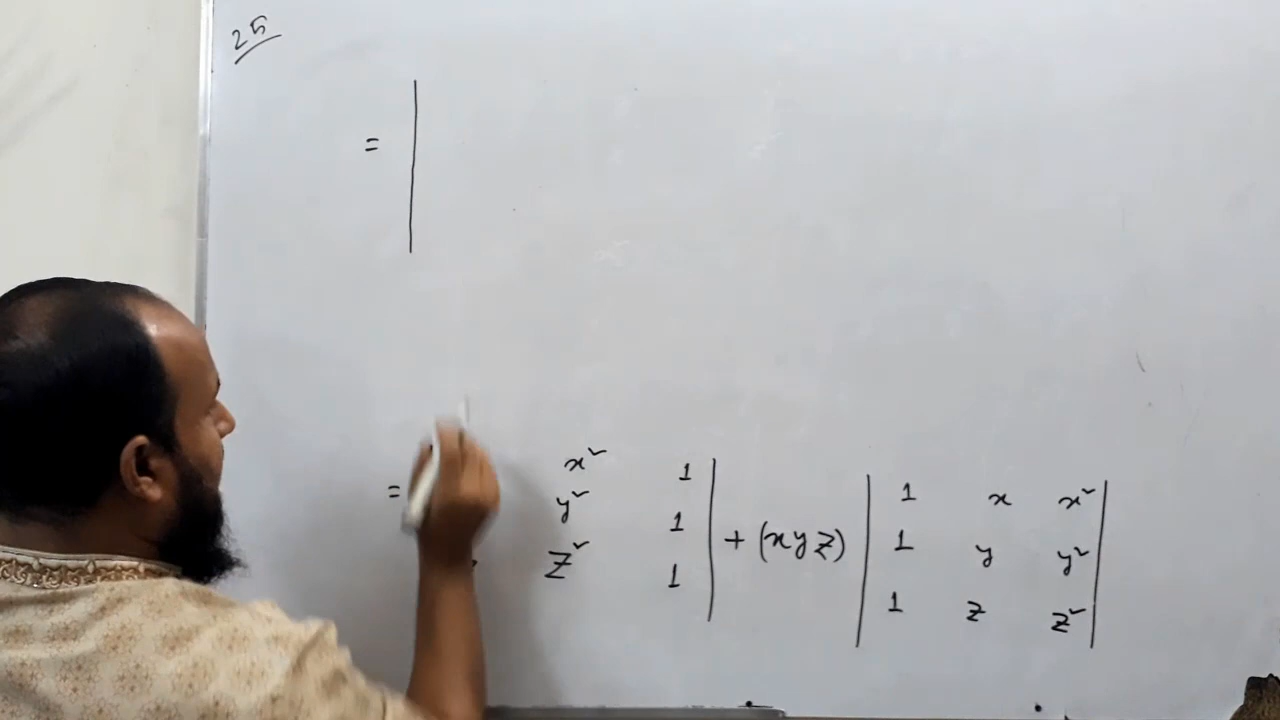 25
= |
= x² 1 | + (xyz) | 1 x x² |
y² 1 | 1 y y² |
z² 1 | 1 z z² |